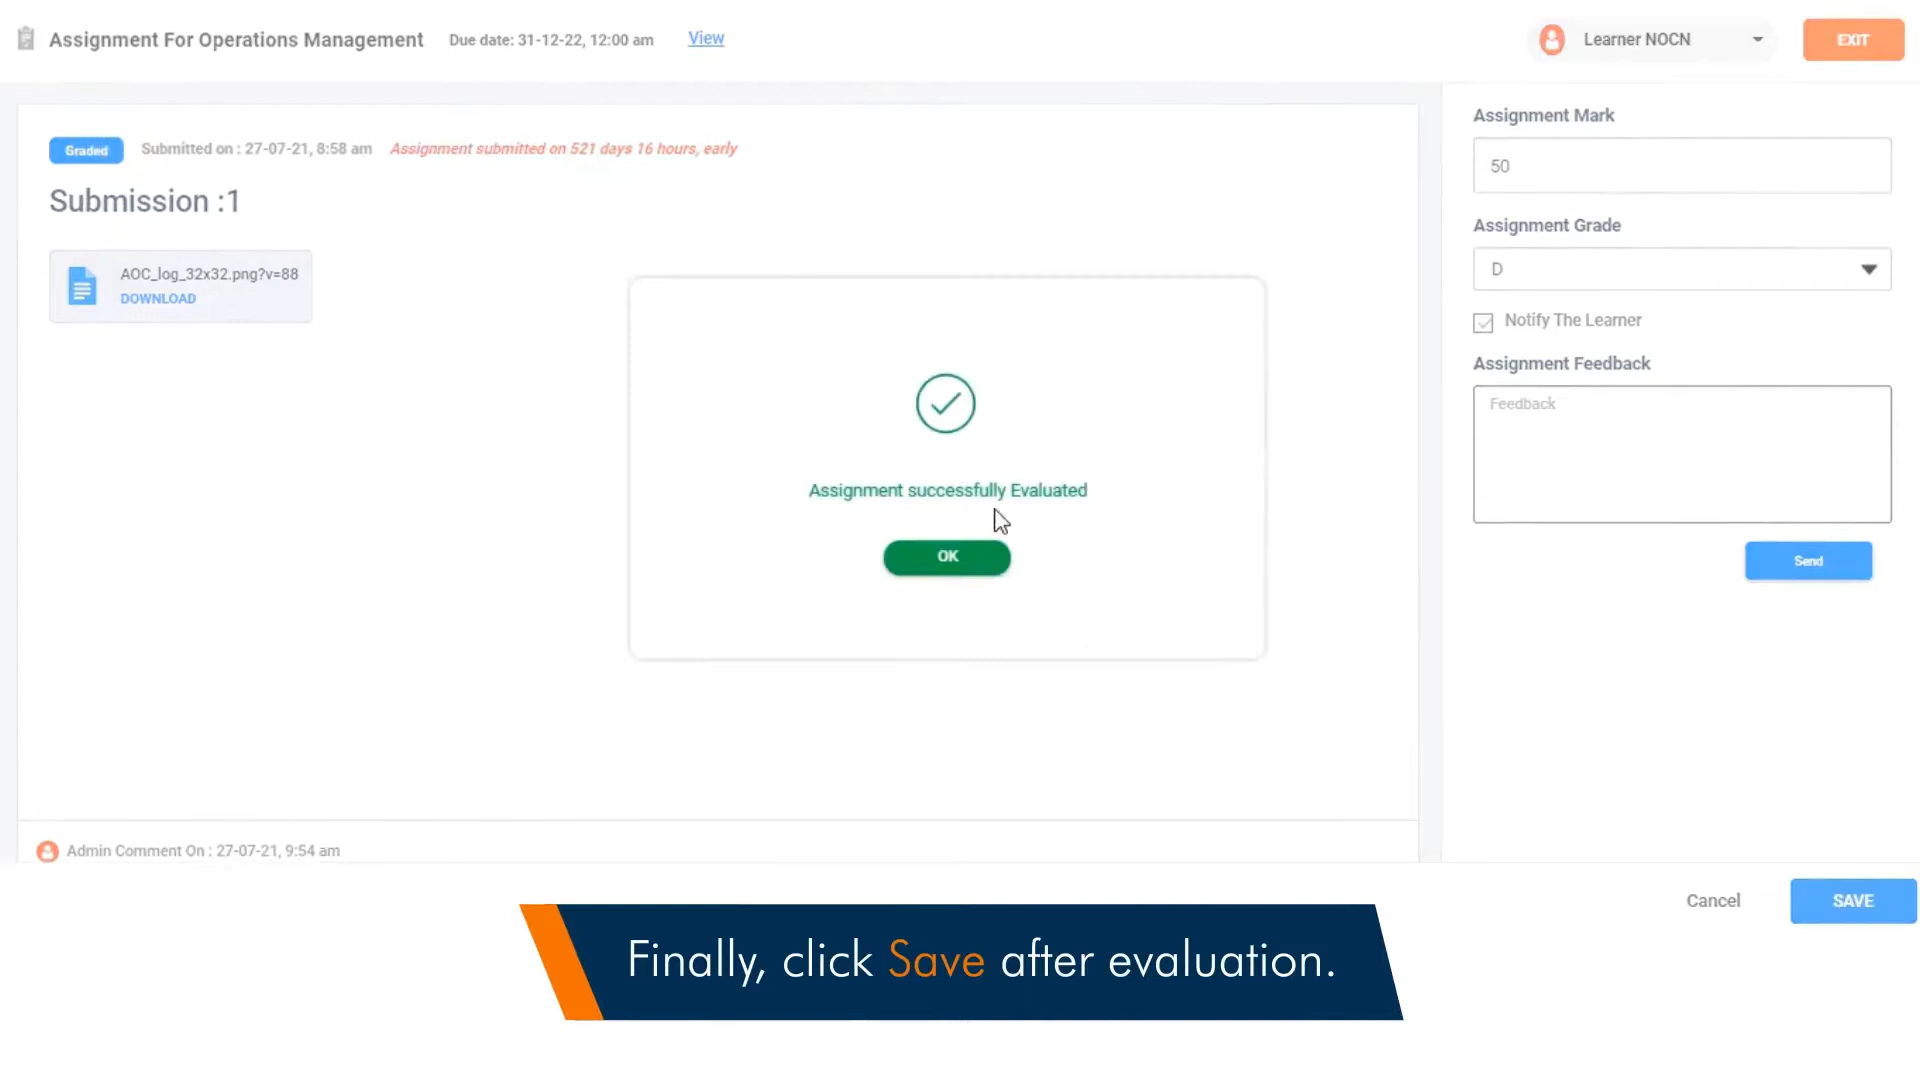 Assignment For Operations Management Due date: 31-12-22, 12:00 am View
Learner NOCN
EXIT
Graded Submitted on : 27-07-21, 8:58 am Assignment submitted on 521 days 16 hours, early
Submission :1
AOC_log_32x32.png?v=88
DOWNLOAD
Assignment successfully Evaluated
OK
Admin Comment On : 27-07-21, 9:54 am
Assignment Mark
50
Assignment Grade
D
Notify The Learner
Assignment Feedback
Feedback
Send
Cancel
SAVE
Finally, click Save after evaluation.